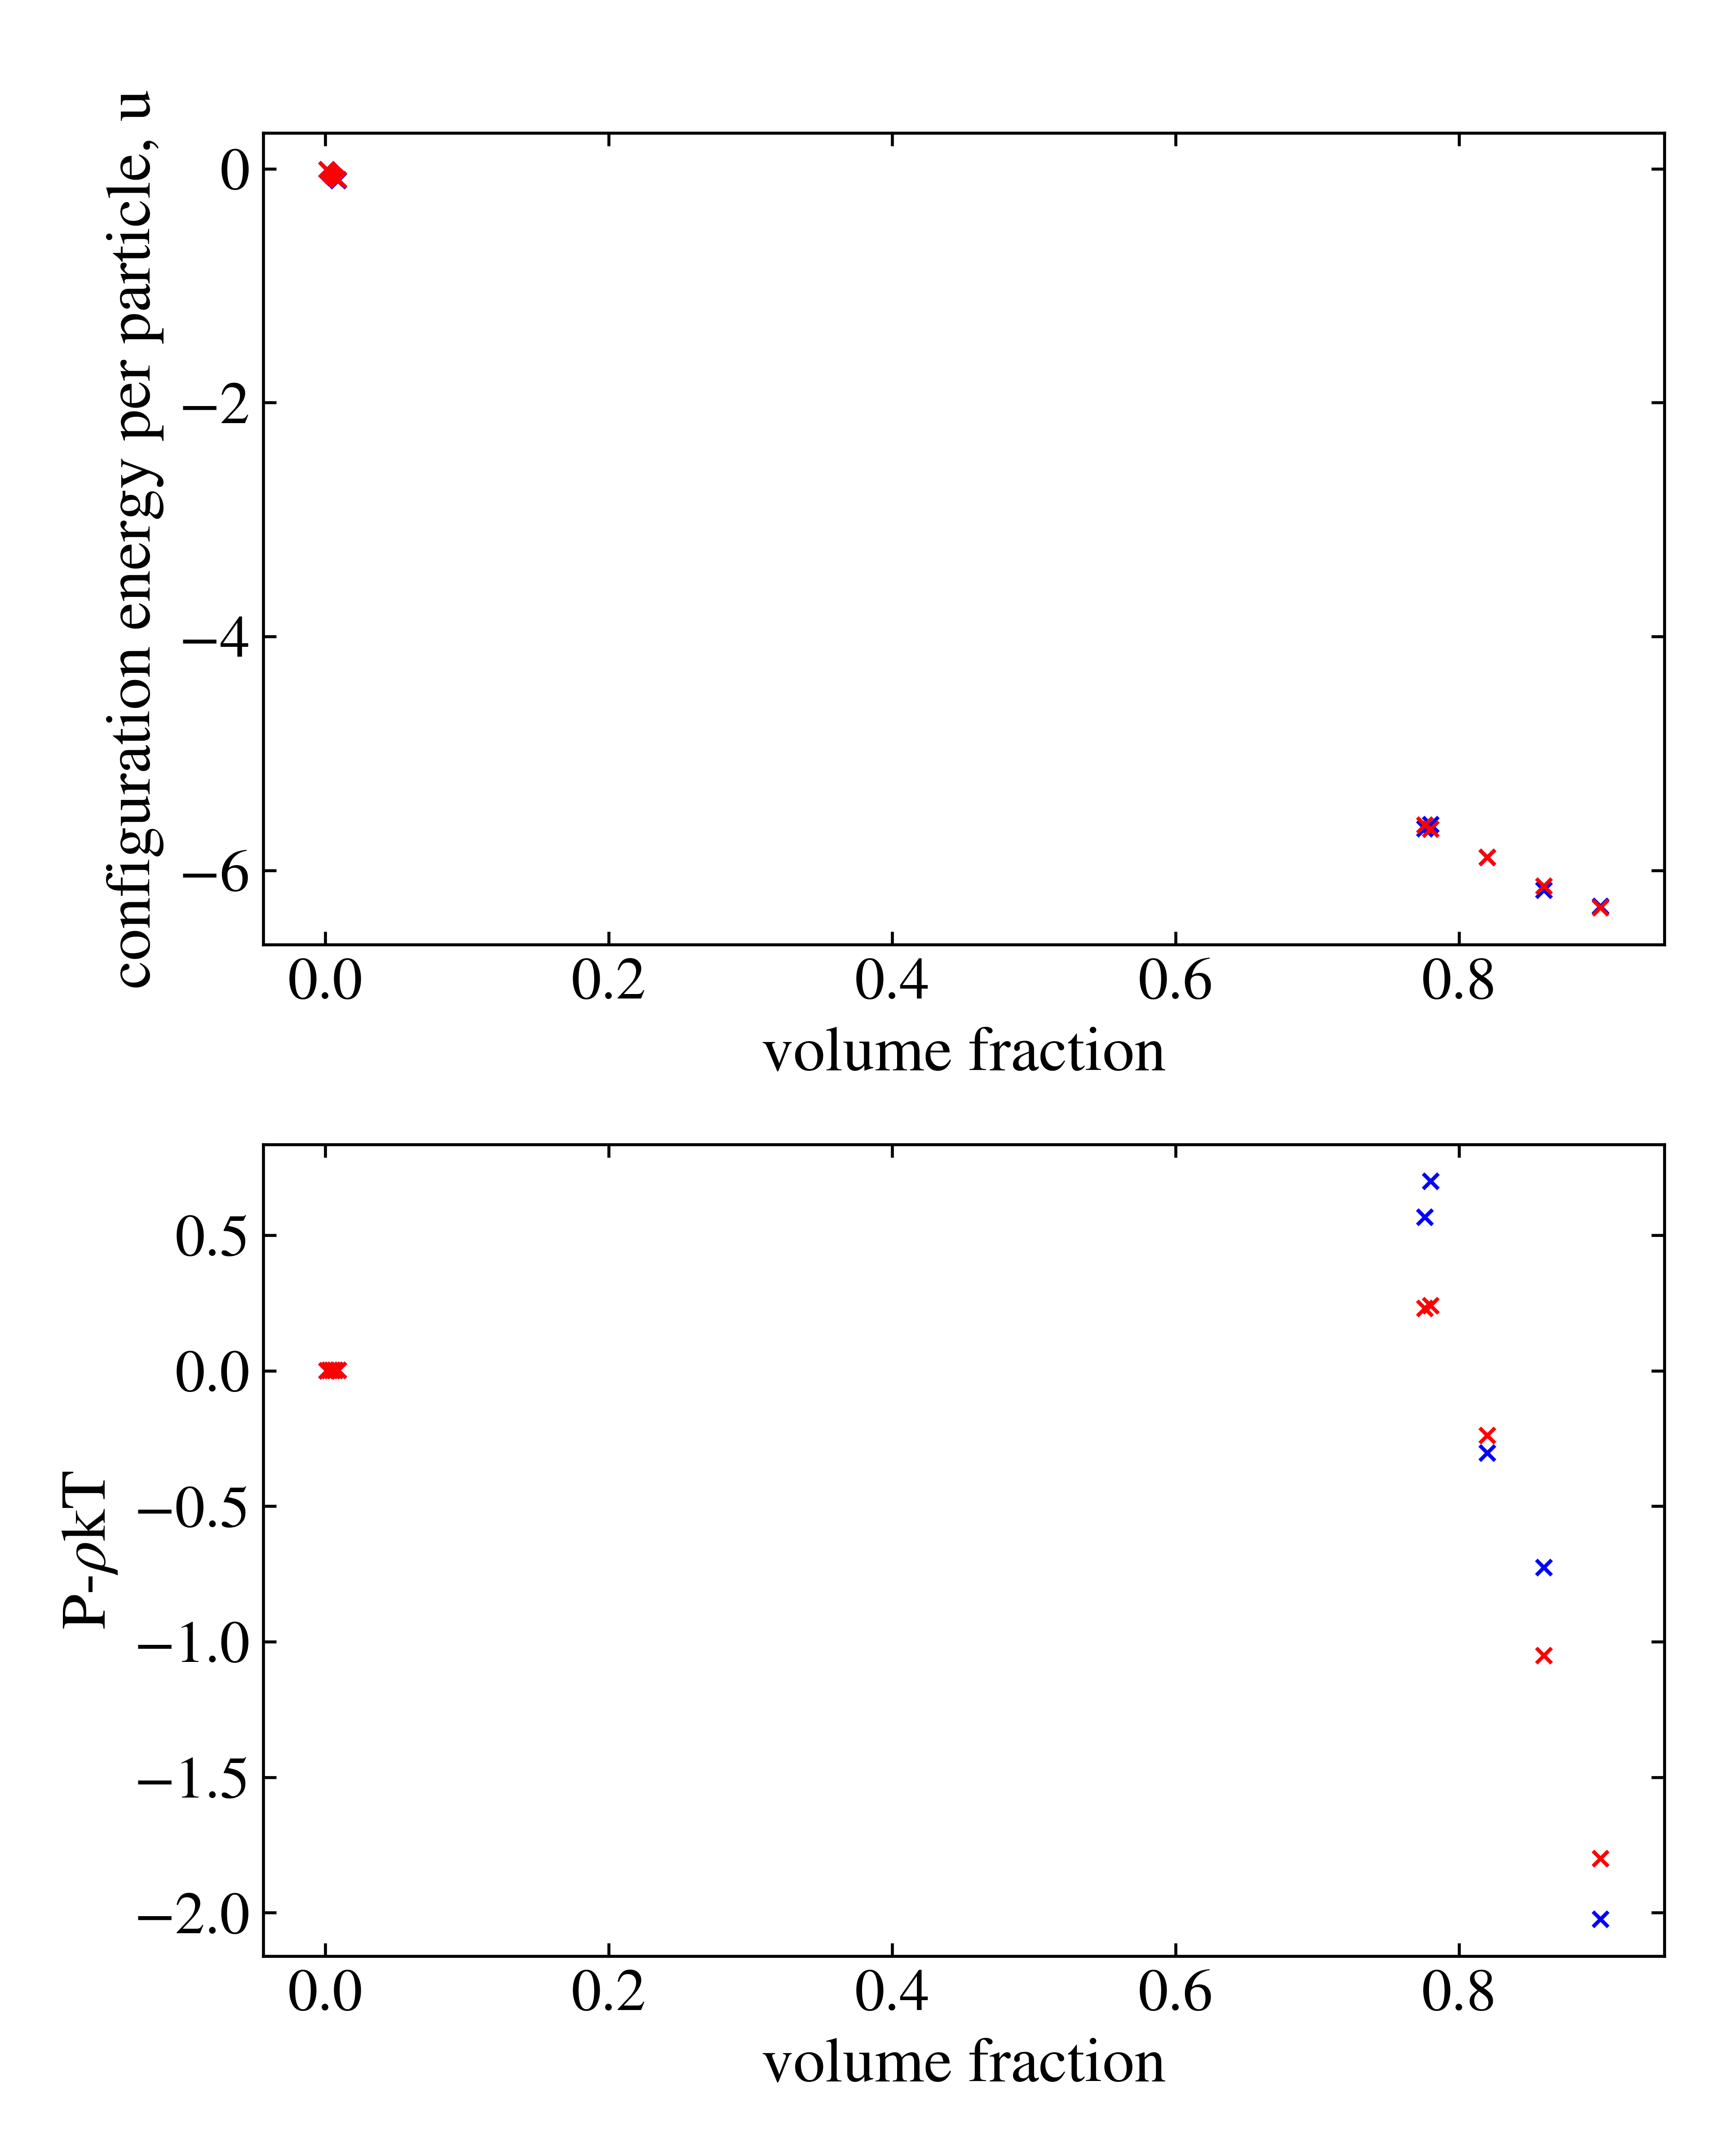 configuration energy per particle, u
0
−2
−4
−6
0.0 0.2 0.4 0.6 0.8
volume fraction
P-ρkT
0.5
0.0
−0.5
−1.0
−1.5
−2.0
0.0 0.2 0.4 0.6 0.8
volume fraction